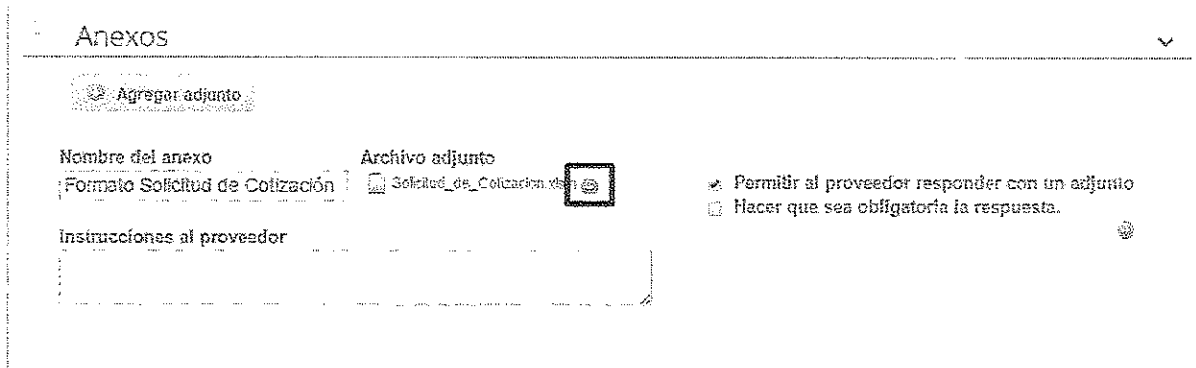 Anexos
Agregar adjunto
Nombre del anexo
Archivo adjunto
Formato Solicitud de Cotización
Solicitud_de_Cotizacion.xlsm
Permitir al proveedor responder con un adjunto
Hacer que sea obligatoria la respuesta.
Instrucciones al proveedor